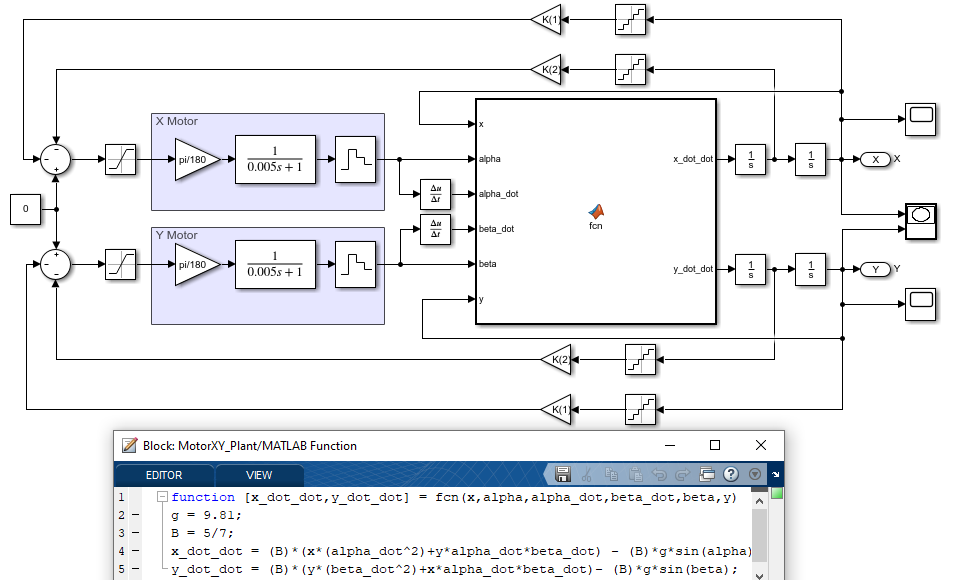 K(1)
K(2)
X Motor
x
- - +
pi/180
1
0.005s + 1
alpha
x_dot_dot
1
s
1
s
X X
Δu
Δt
alpha_dot
0
fcn
Δu
Δt
beta_dot
Y Motor
+ - -
pi/180
1
0.005s + 1
beta
y_dot_dot
1
s
1
s
Y Y
y
K(2)
K(1)
Block: MotorXY_Plant/MATLAB Function
EDITOR VIEW
1 function [x_dot_dot,y_dot_dot] = fcn(x,alpha,alpha_dot,beta_dot,beta,y)
2 - g = 9.81;
3 - B = 5/7;
4 - x_dot_dot = (B)*(x*(alpha_dot^2)+y*alpha_dot*beta_dot) - (B)*g*sin(alpha)
5 - y_dot_dot = (B)*(y*(beta_dot^2)+x*alpha_dot*beta_dot)- (B)*g*sin(beta);